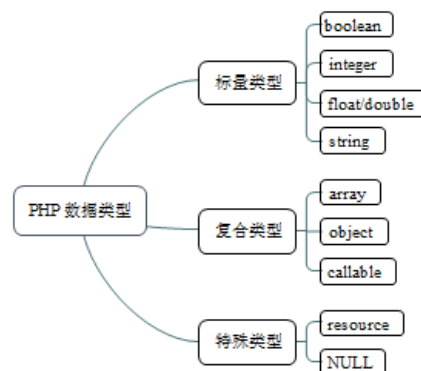 PHP 数据类型
标量类型
boolean
integer
float/double
string
复合类型
array
object
callable
特殊类型
resource
NULL